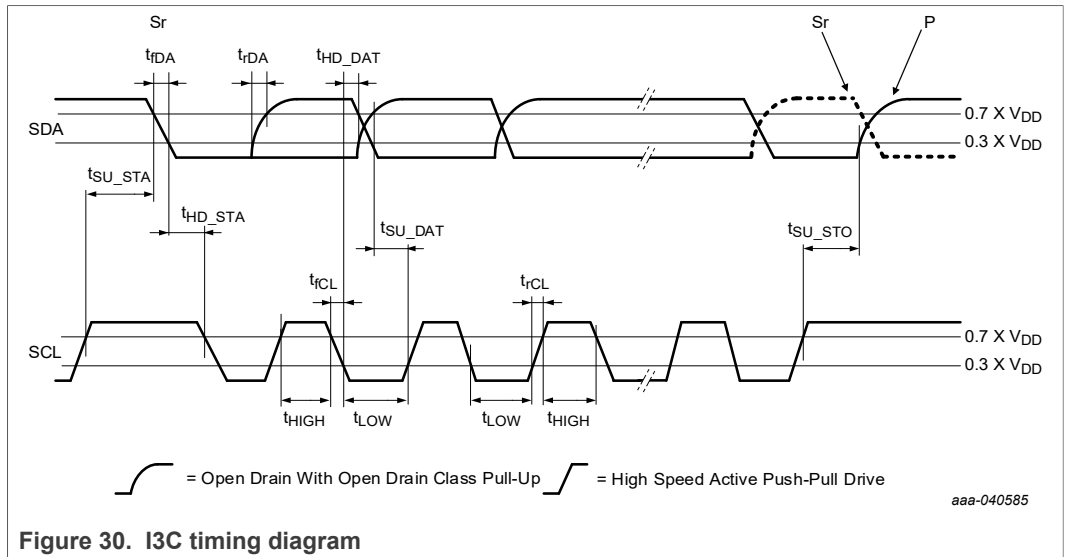 Sr
Sr
P
tfDA
trDA
tHD_DAT
SDA
0.7 X VDD
0.3 X VDD
tSU_STA
tHD_STA
tSU_DAT
tSU_STO
tfCL
trCL
SCL
0.7 X VDD
0.3 X VDD
tHIGH
tLOW
tLOW
tHIGH
= Open Drain With Open Drain Class Pull-Up
= High Speed Active Push-Pull Drive
aaa-040585
Figure 30. I3C timing diagram